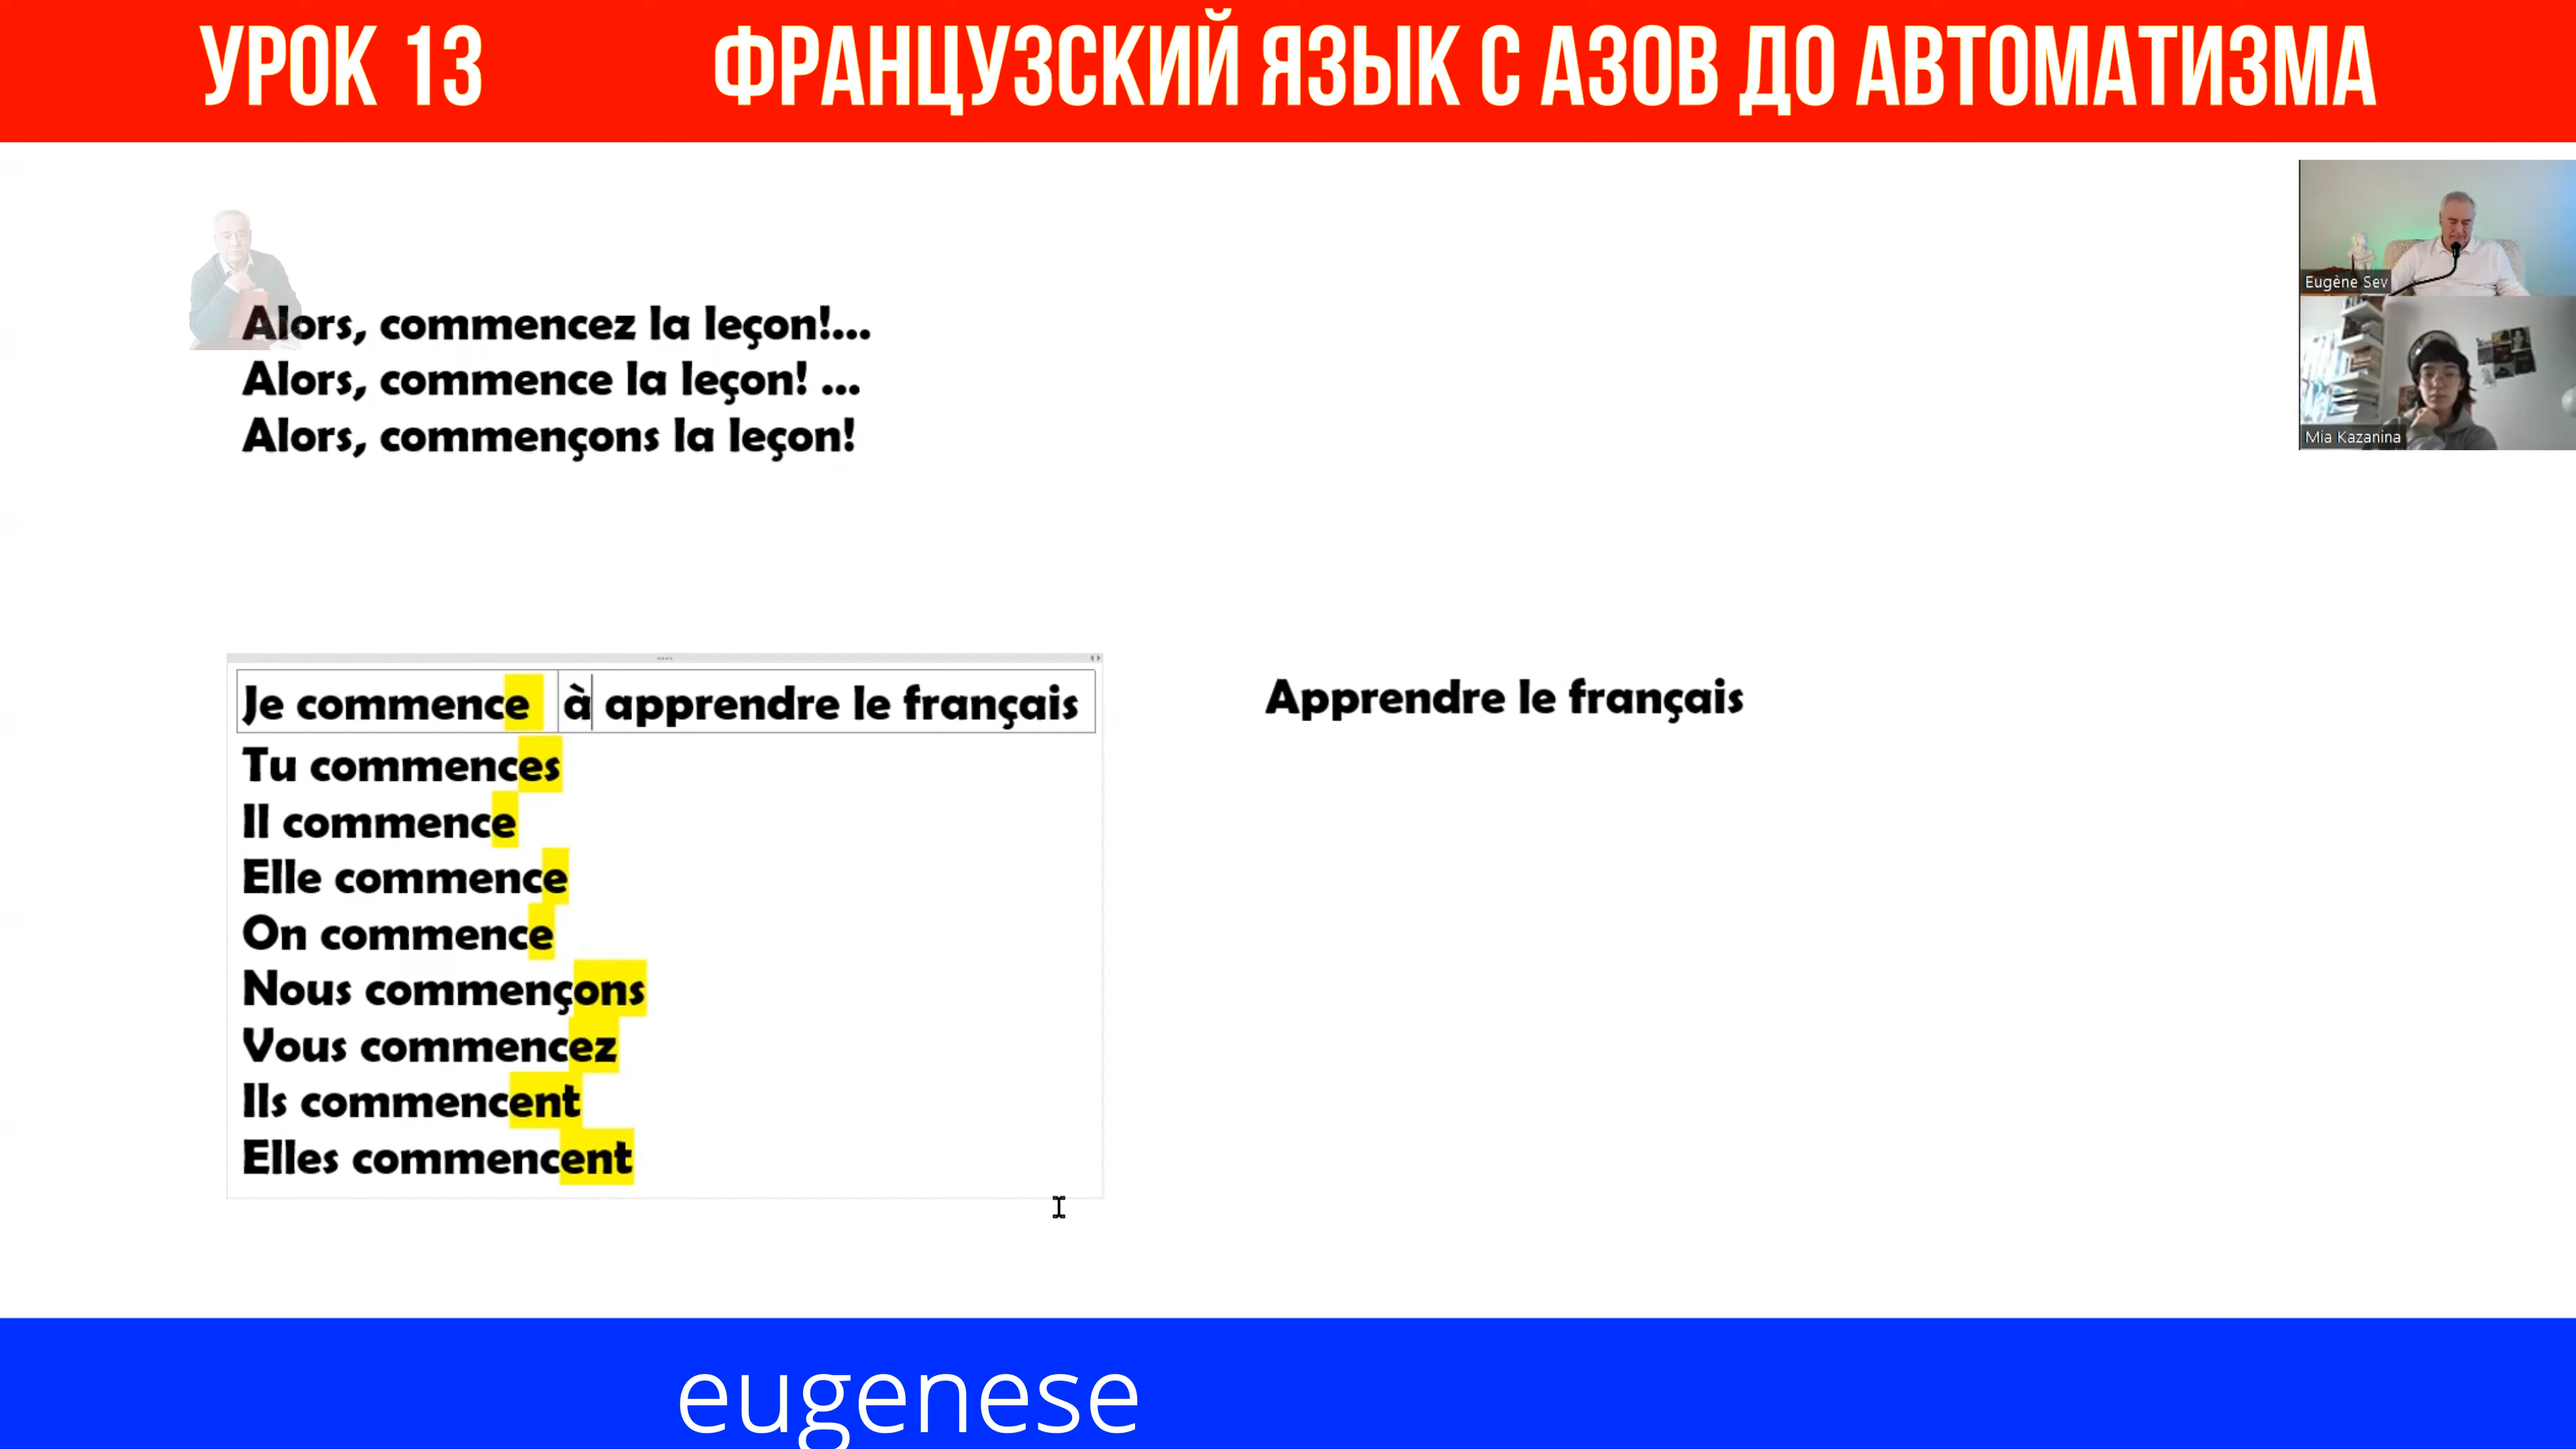 УРОК 13 ФРАНЦУЗСКИЙ ЯЗЫК С АЗОВ ДО АВТОМАТИЗМА
Eugène Sev
Alors, commencez la leçon!...
Alors, commence la leçon! ...
Alors, commençons la leçon!
Mia Kazanina
Je commence à apprendre le français
Apprendre le français
Tu commences
Il commence
Elle commence
On commence
Nous commençons
Vous commencez
Ils commencent
Elles commencent
eugenese